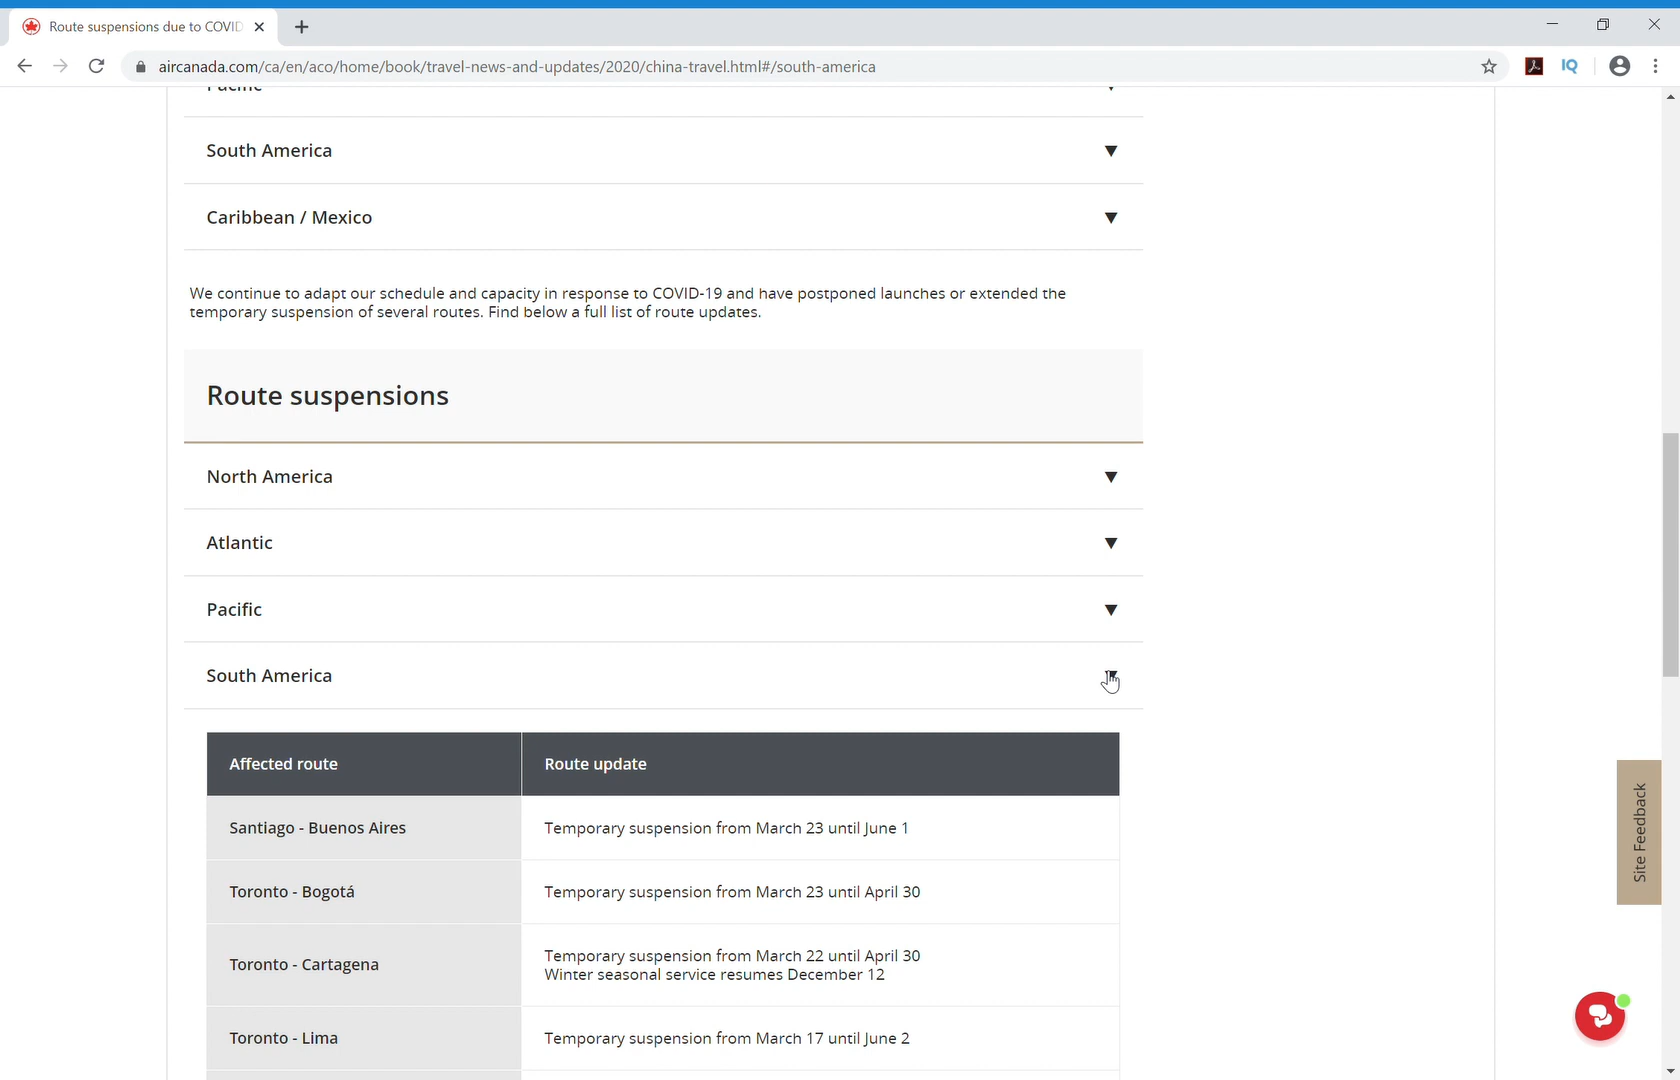 Route suspensions due to COVID
aircanada.com/ca/en/aco/home/book/travel-news-and-updates/2020/china-travel.html#/south-america
IQ
Pacific
South America
Caribbean / Mexico
We continue to adapt our schedule and capacity in response to COVID-19 and have postponed launches or extended the
temporary suspension of several routes. Find below a full list of route updates.
Route suspensions
North America
Atlantic
Pacific
South America
Affected route Route update
Santiago - Buenos Aires Temporary suspension from March 23 until June 1
Toronto - Bogotá Temporary suspension from March 23 until April 30
Toronto - Cartagena Temporary suspension from March 22 until April 30
Winter seasonal service resumes December 12
Toronto - Lima Temporary suspension from March 17 until June 2
Site Feedback